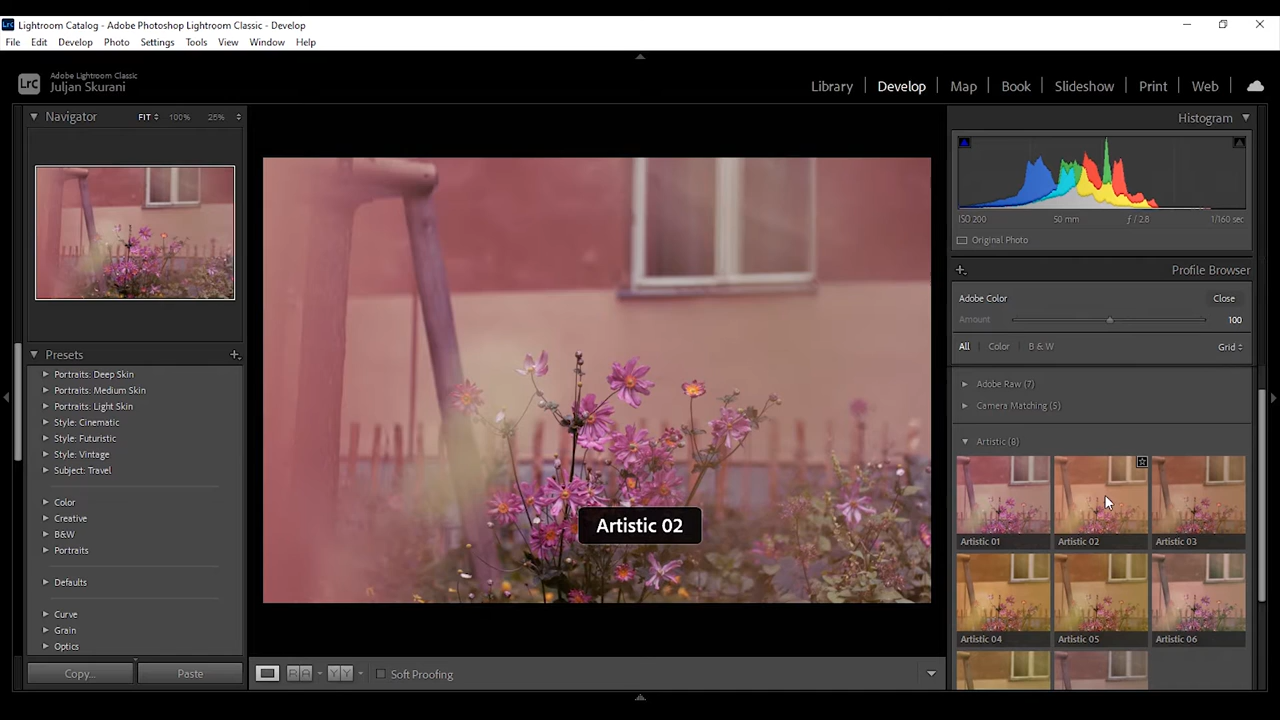 Lightroom Catalog - Adobe Photoshop Lightroom Classic - Develop
File Edit Develop Photo Settings Tools View Window Help
Adobe Lightroom Classic
Juljan Skurani
Library Develop Map Book Slideshow Print Web
Navigator FIT 100% 25%
Presets
Portraits: Deep Skin
Portraits: Medium Skin
Portraits: Light Skin
Style: Cinematic
Style: Futuristic
Style: Vintage
Subject: Travel
Color
Creative
B&W
Portraits
Defaults
Curve
Grain
Optics
Copy... Paste
Artistic 02
Soft Proofing
Histogram
ISO 200 50 mm ƒ / 2.8 1/160 sec
Original Photo
Profile Browser
Adobe Color Close
Amount 100
All Color B & W Grid
Adobe Raw (7)
Camera Matching (5)
Artistic (8)
Artistic 01 Artistic 02 Artistic 03
Artistic 04 Artistic 05 Artistic 06